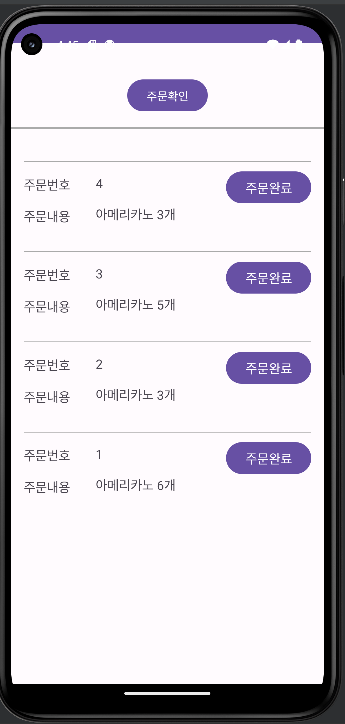 주문확인
주문번호 4 주문완료
주문내용 아메리카노 3개
주문번호 3 주문완료
주문내용 아메리카노 5개
주문번호 2 주문완료
주문내용 아메리카노 3개
주문번호 1 주문완료
주문내용 아메리카노 6개